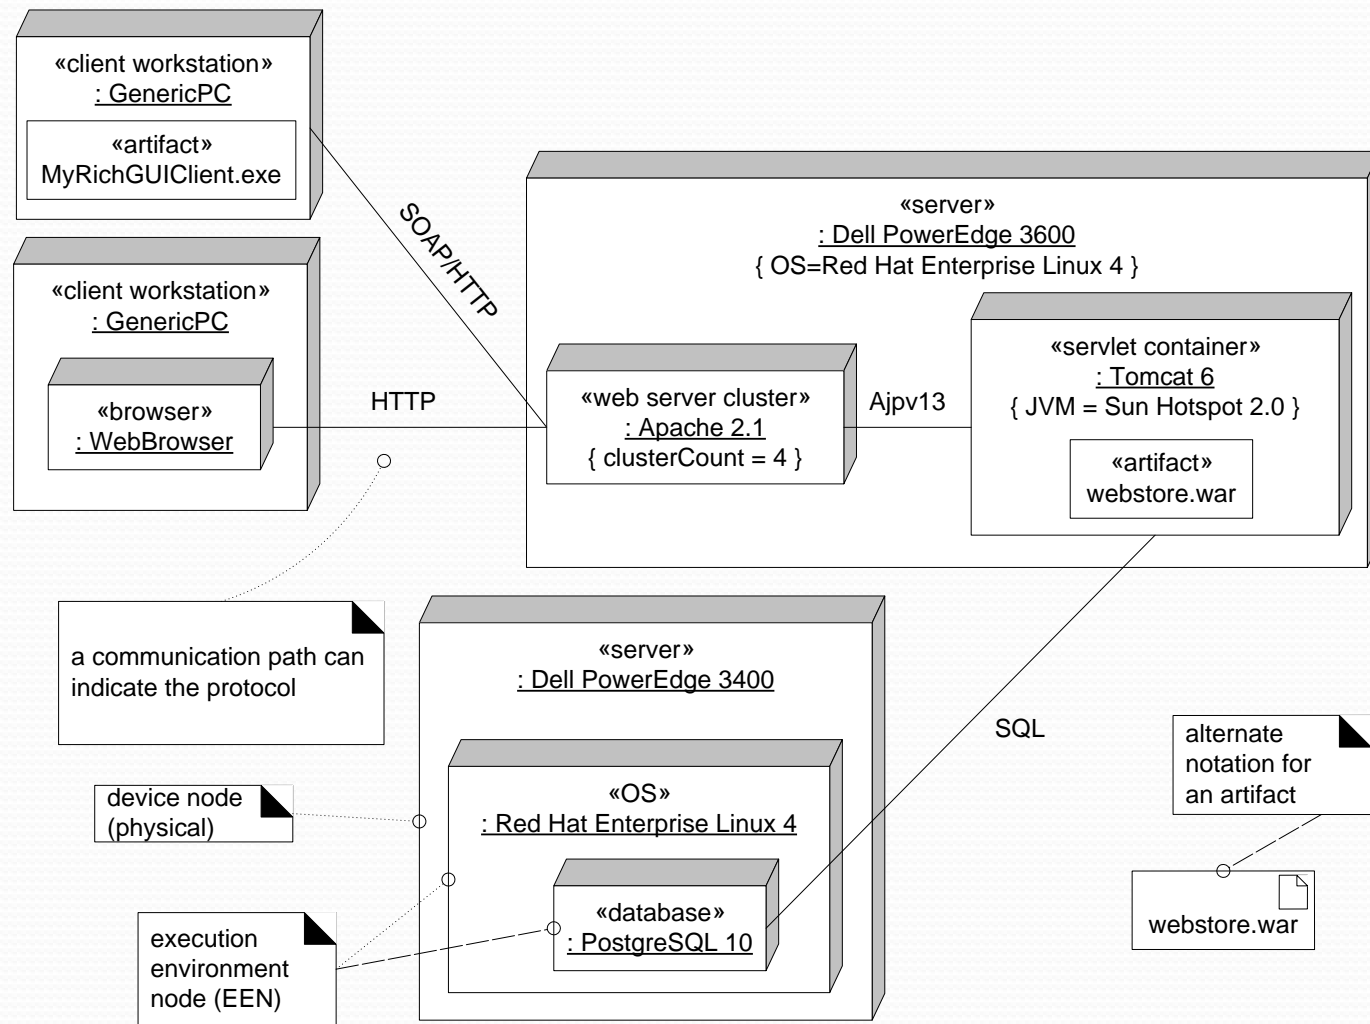 «client workstation»
: GenericPC
«artifact»
MyRichGUIClient.exe
SOAP/HTTP
«client workstation»
: GenericPC
«browser»
: WebBrowser
HTTP
«server»
: Dell PowerEdge 3600
{ OS=Red Hat Enterprise Linux 4 }
«web server cluster»
: Apache 2.1
{ clusterCount = 4 }
Ajpv13
«servlet container»
: Tomcat 6
{ JVM = Sun Hotspot 2.0 }
«artifact»
webstore.war
a communication path can
indicate the protocol
«server»
: Dell PowerEdge 3400
«OS»
: Red Hat Enterprise Linux 4
«database»
: PostgreSQL 10
SQL
device node
(physical)
execution
environment
node (EEN)
alternate
notation for
an artifact
webstore.war